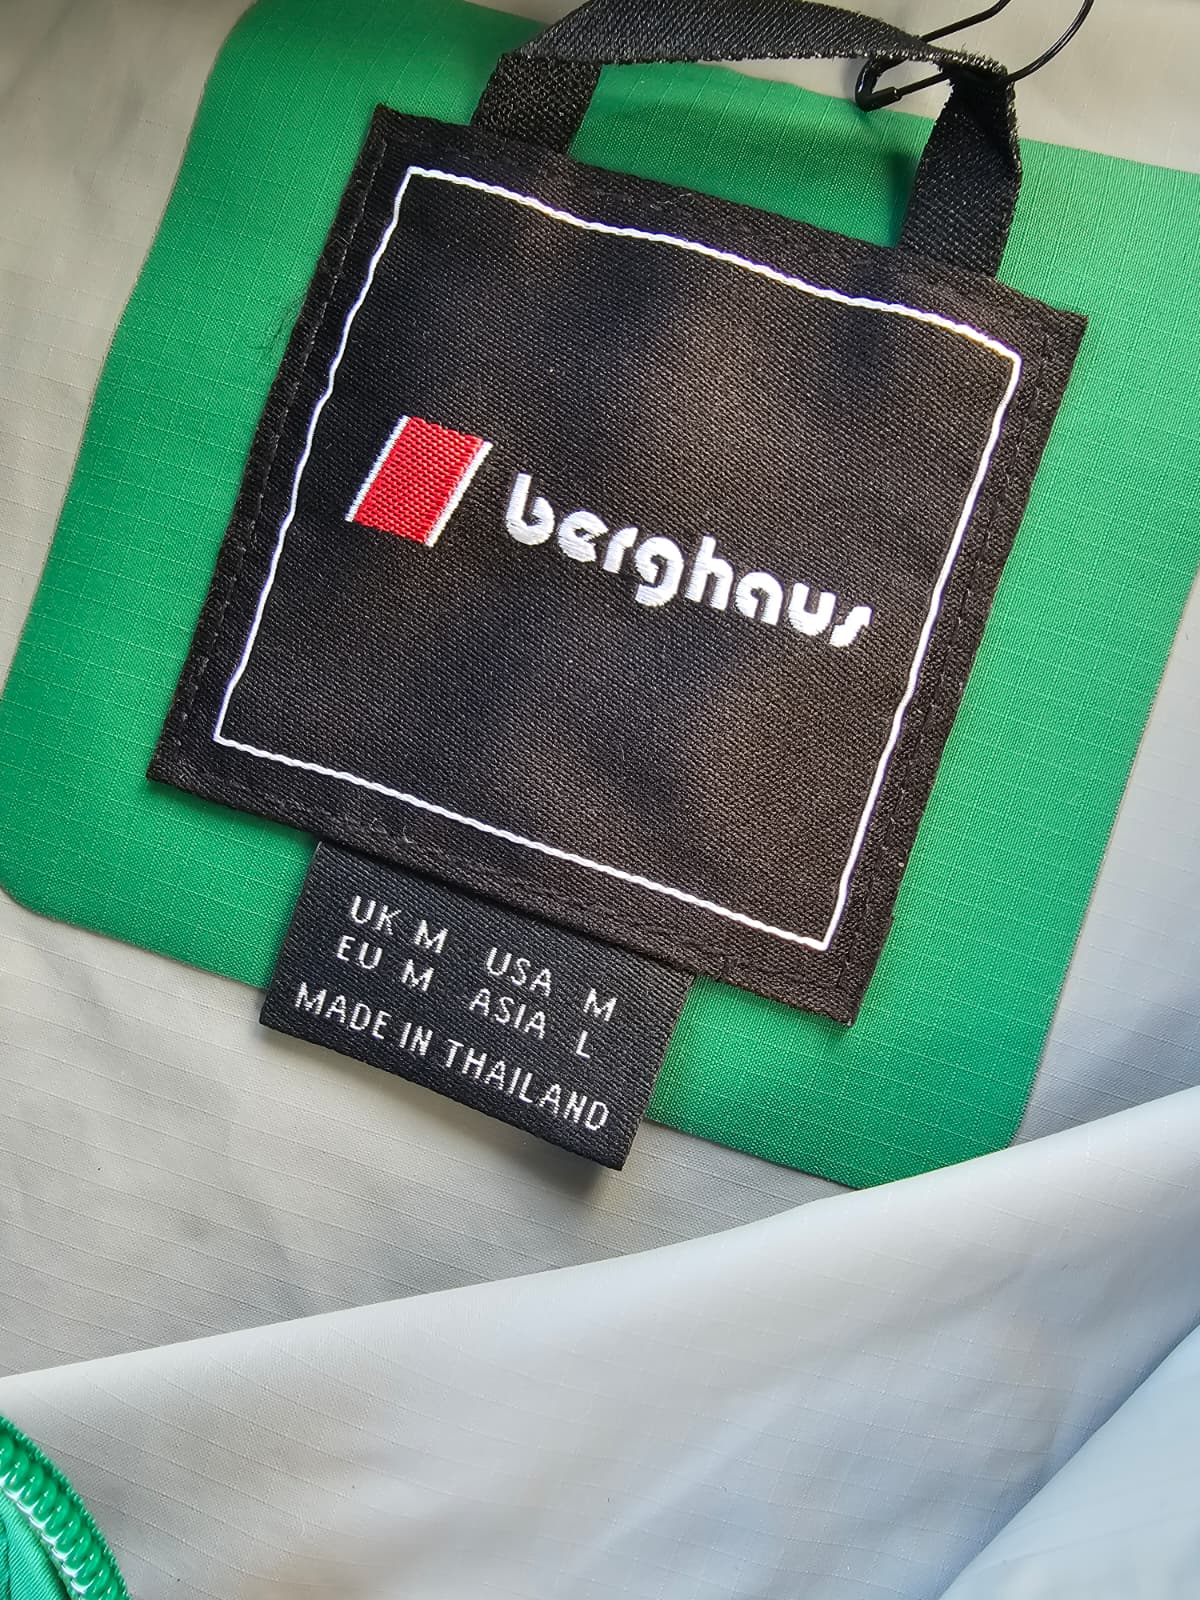 berghaus
UK M USA M
EU M ASIA L
MADE IN THAILAND